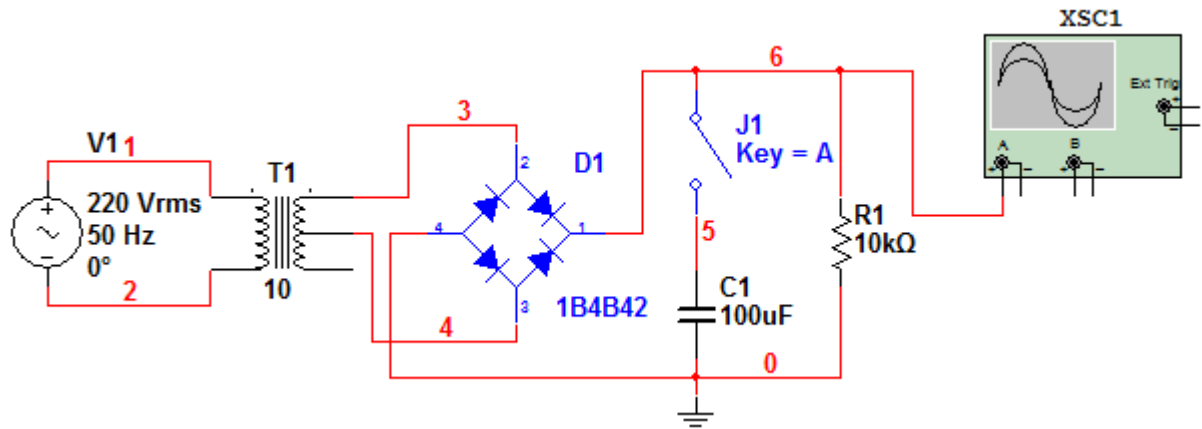 XSC1
Ext Trig
+
−
A
B
+ −
+ −
6
3
V1 1
J1
Key = A
D1
2
T1
220 Vrms
50 Hz
0°
4
1
R1
10kΩ
5
2
10
3
1B4B42
C1
100uF
4
0